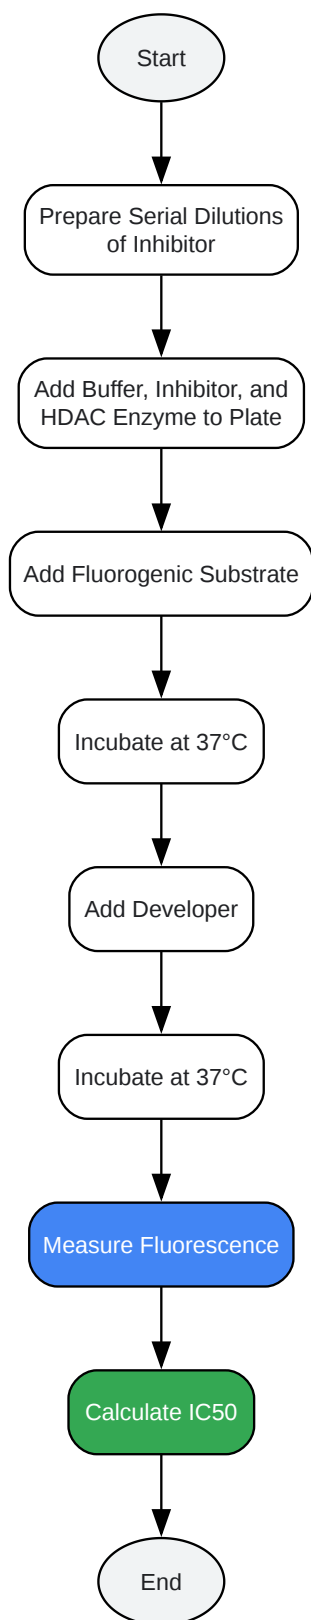 Start
Prepare Serial Dilutions
of Inhibitor
Add Buffer, Inhibitor, and
HDAC Enzyme to Plate
Add Fluorogenic Substrate
Incubate at 37°C
Add Developer
Incubate at 37°C
Measure Fluorescence
Calculate IC50
End